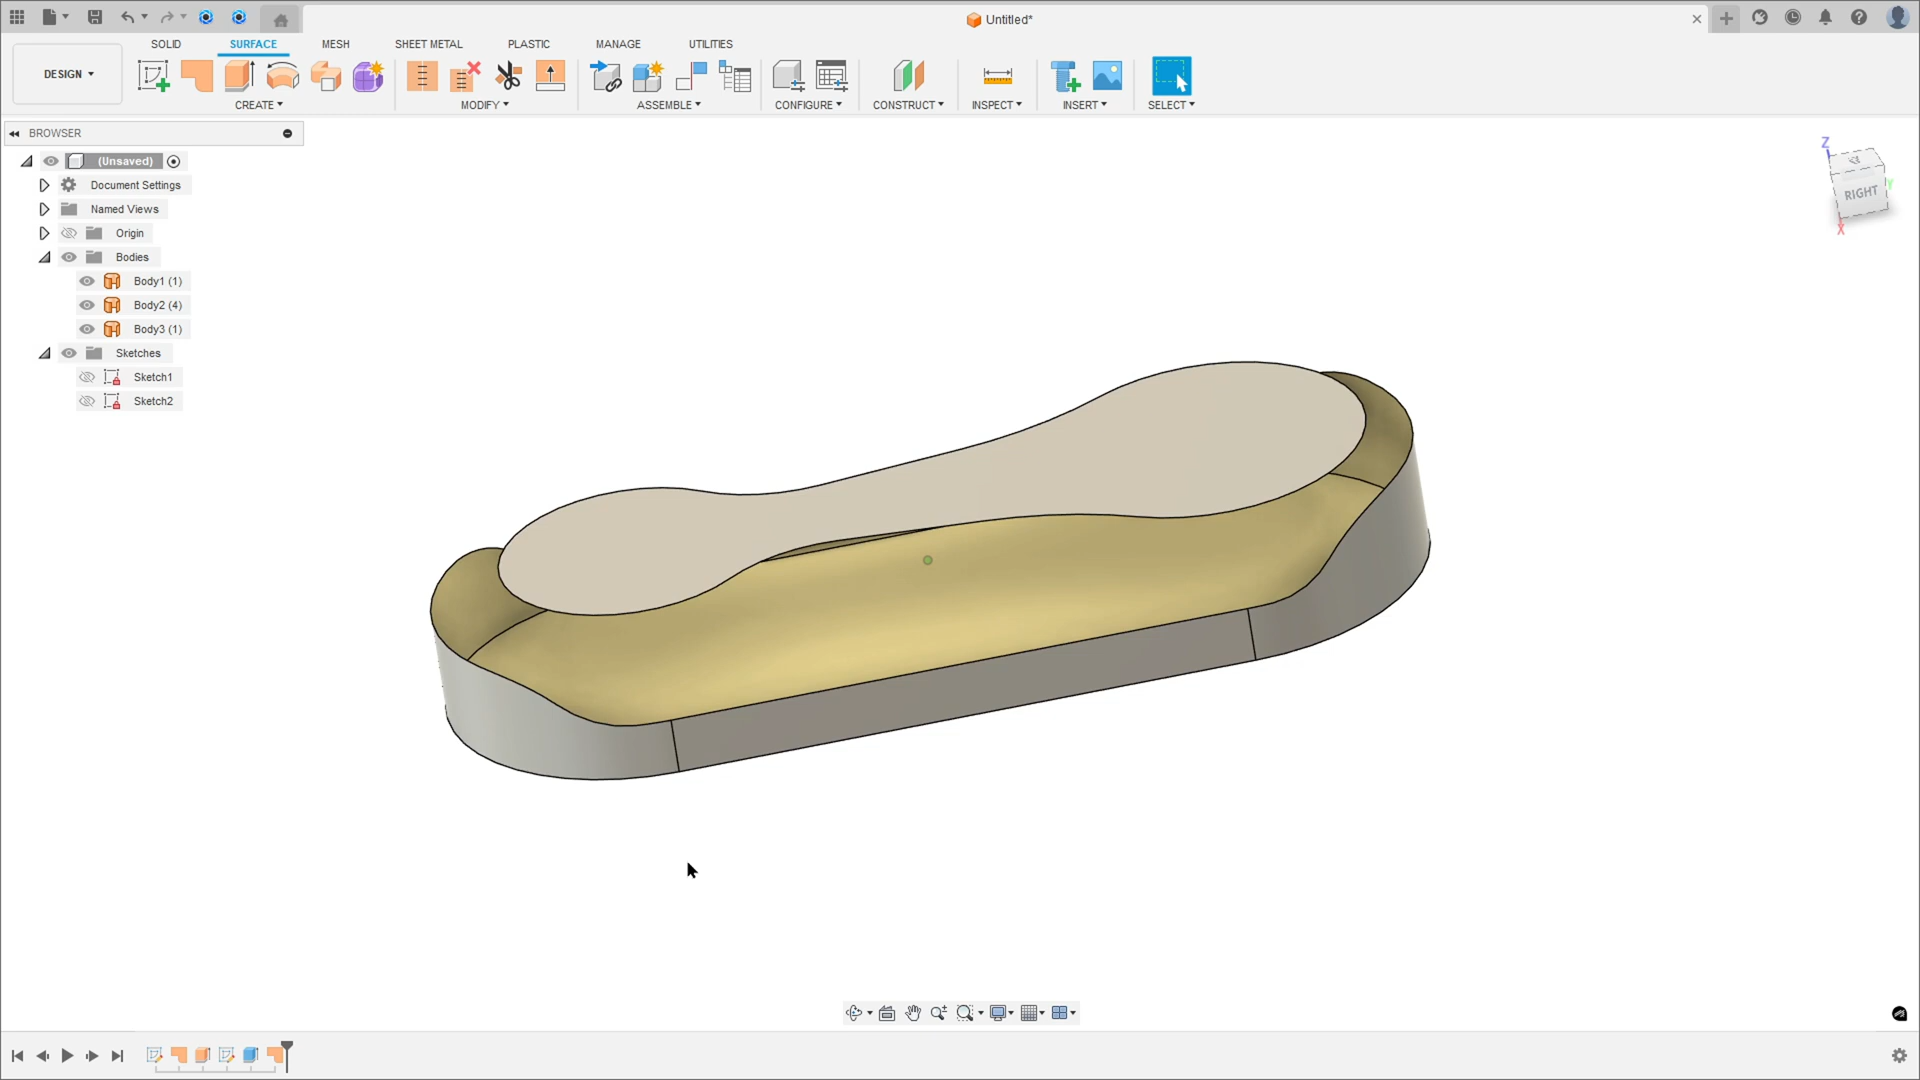 Untitled*
SOLID SURFACE MESH SHEET METAL PLASTIC MANAGE UTILITIES
DESIGN
CREATE MODIFY ASSEMBLE CONFIGURE CONSTRUCT INSPECT INSERT SELECT
BROWSER
(Unsaved)
Document Settings
Named Views
Origin
Bodies
Body1 (1)
Body2 (4)
Body3 (1)
Sketches
Sketch1
Sketch2
Z
RIGHT
Y
X